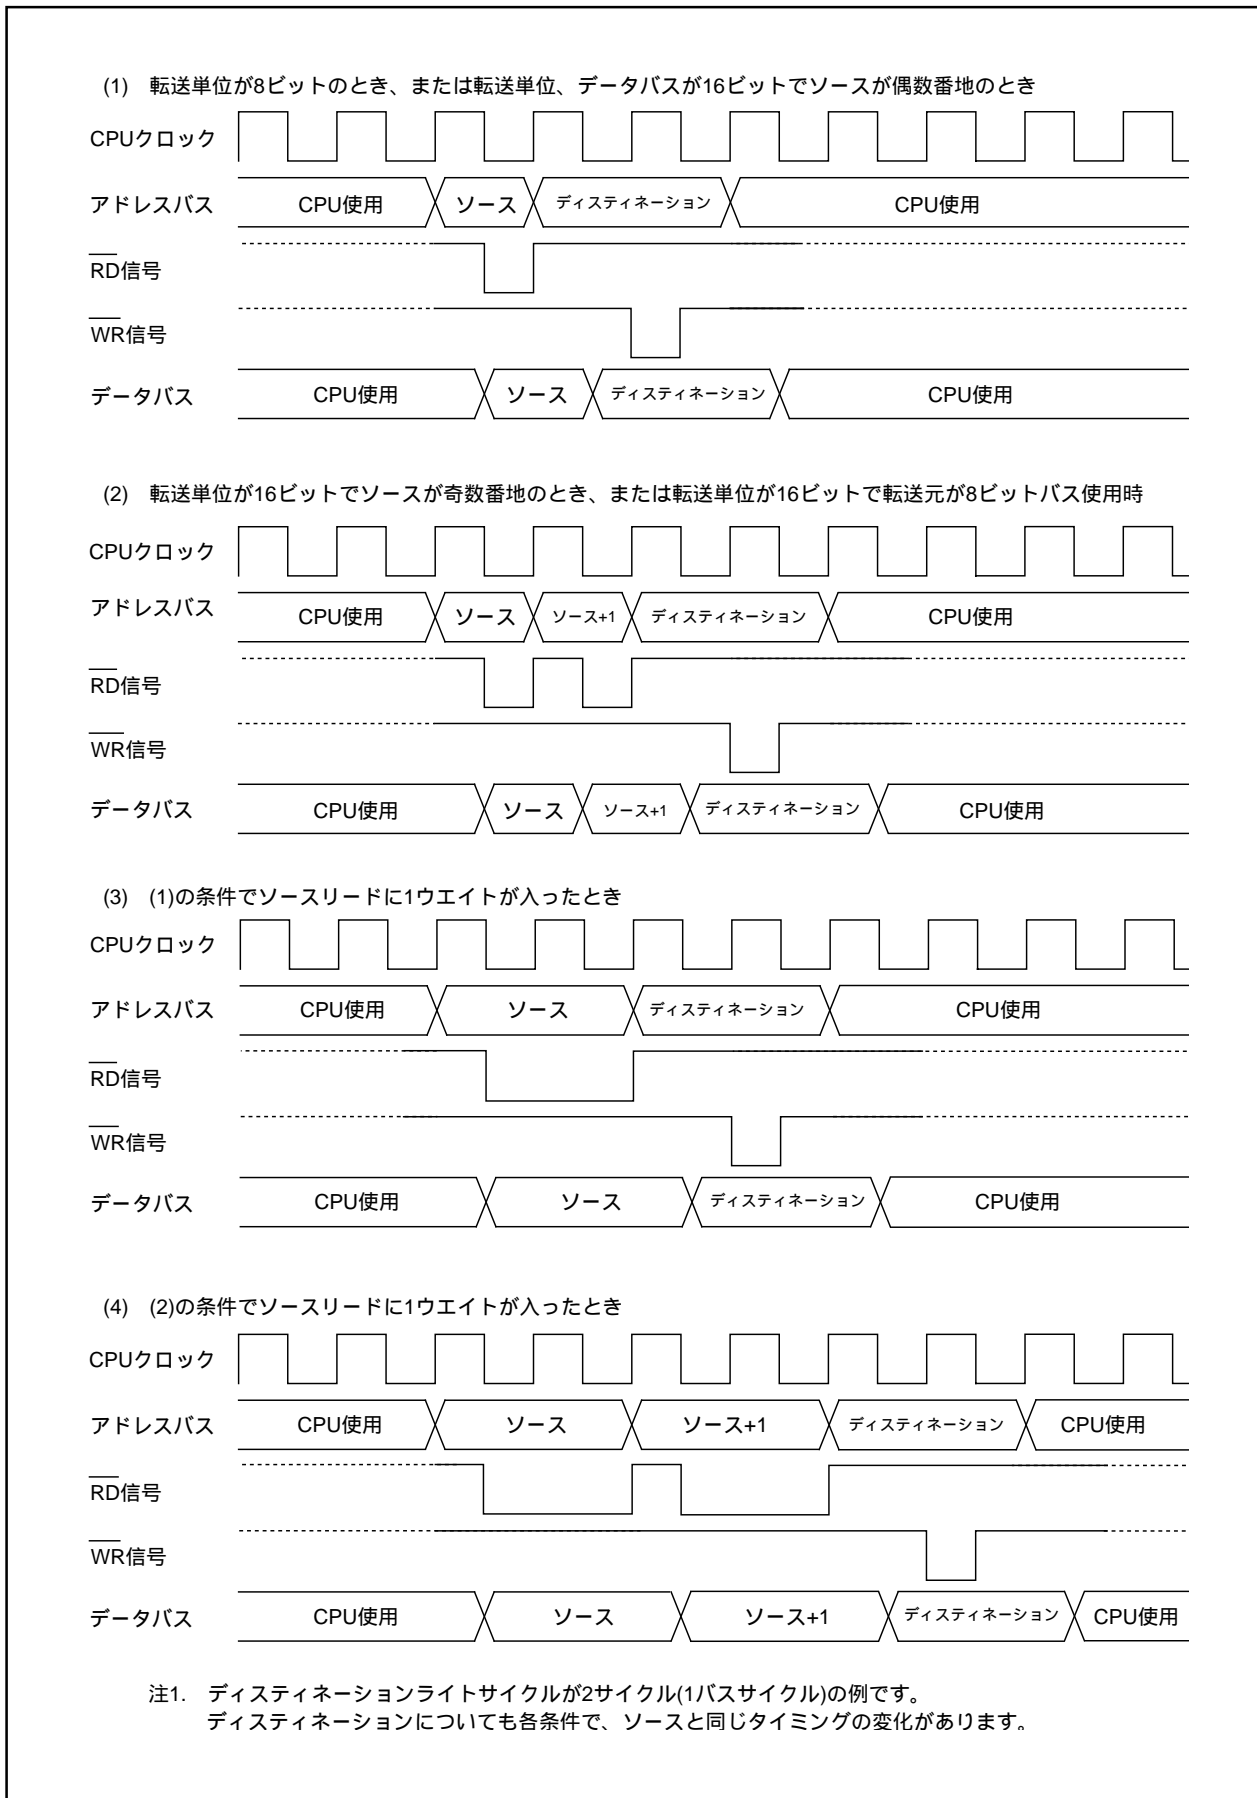 (1) 転送単位が8ビットのとき、または転送単位、データバスが16ビットでソースが偶数番地のとき
CPUクロック
アドレスバス CPU使用 ソース ディスティネーション CPU使用
RD信号
WR信号
データバス CPU使用 ソース ディスティネーション CPU使用
(2) 転送単位が16ビットでソースが奇数番地のとき、または転送単位が16ビットで転送元が8ビットバス使用時
CPUクロック
アドレスバス CPU使用 ソース ソース+1 ディスティネーション CPU使用
RD信号
WR信号
データバス CPU使用 ソース ソース+1 ディスティネーション CPU使用
(3) (1)の条件でソースリードに1ウエイトが入ったとき
CPUクロック
アドレスバス CPU使用 ソース ディスティネーション CPU使用
RD信号
WR信号
データバス CPU使用 ソース ディスティネーション CPU使用
(4) (2)の条件でソースリードに1ウエイトが入ったとき
CPUクロック
アドレスバス CPU使用 ソース ソース+1 ディスティネーション CPU使用
RD信号
WR信号
データバス CPU使用 ソース ソース+1 ディスティネーション CPU使用
注1. ディスティネーションライトサイクルが2サイクル(1バスサイクル)の例です。
ディスティネーションについても各条件で、ソースと同じタイミングの変化があります。